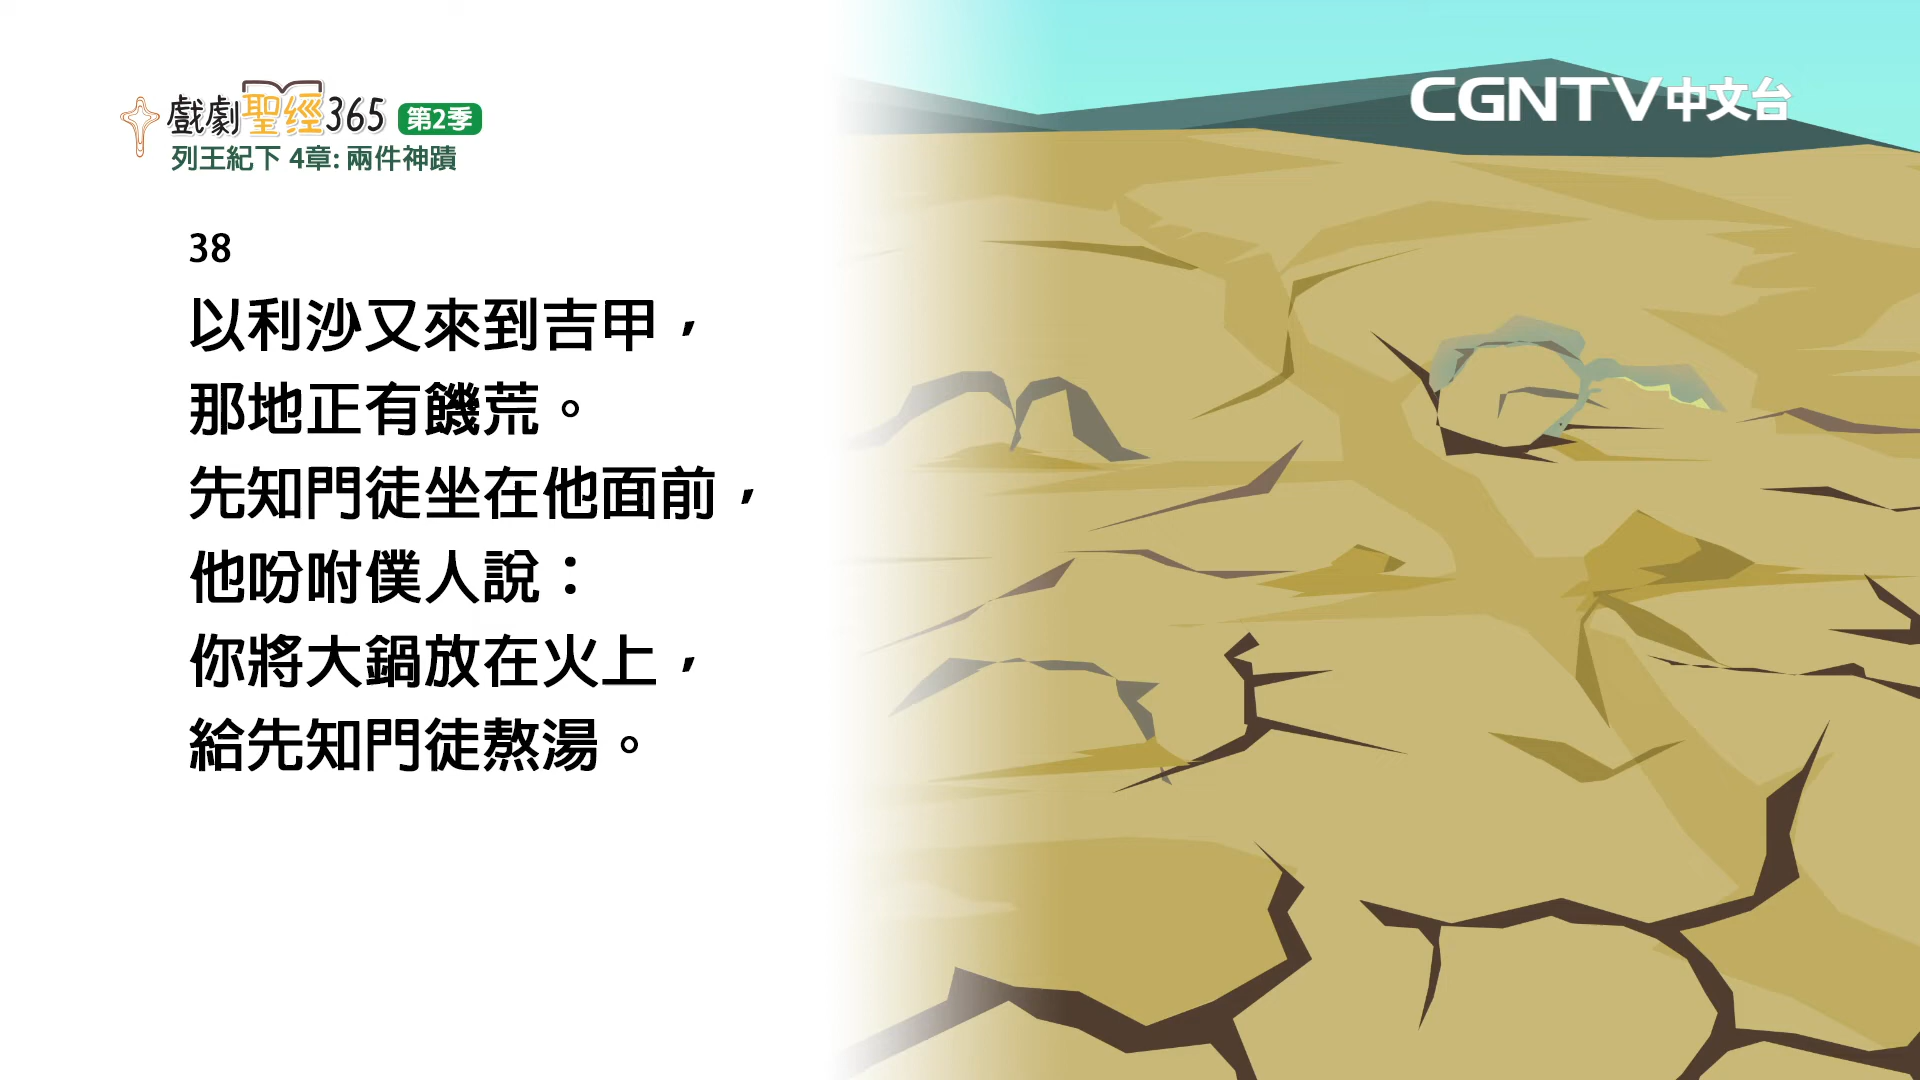 戲劇聖經365 第2季
列王紀下 4章: 兩件神蹟
CGNTV中文台
38
以利沙又來到吉甲，
那地正有饑荒。
先知門徒坐在他面前，
他吩咐僕人說：
你將大鍋放在火上，
給先知門徒熬湯。